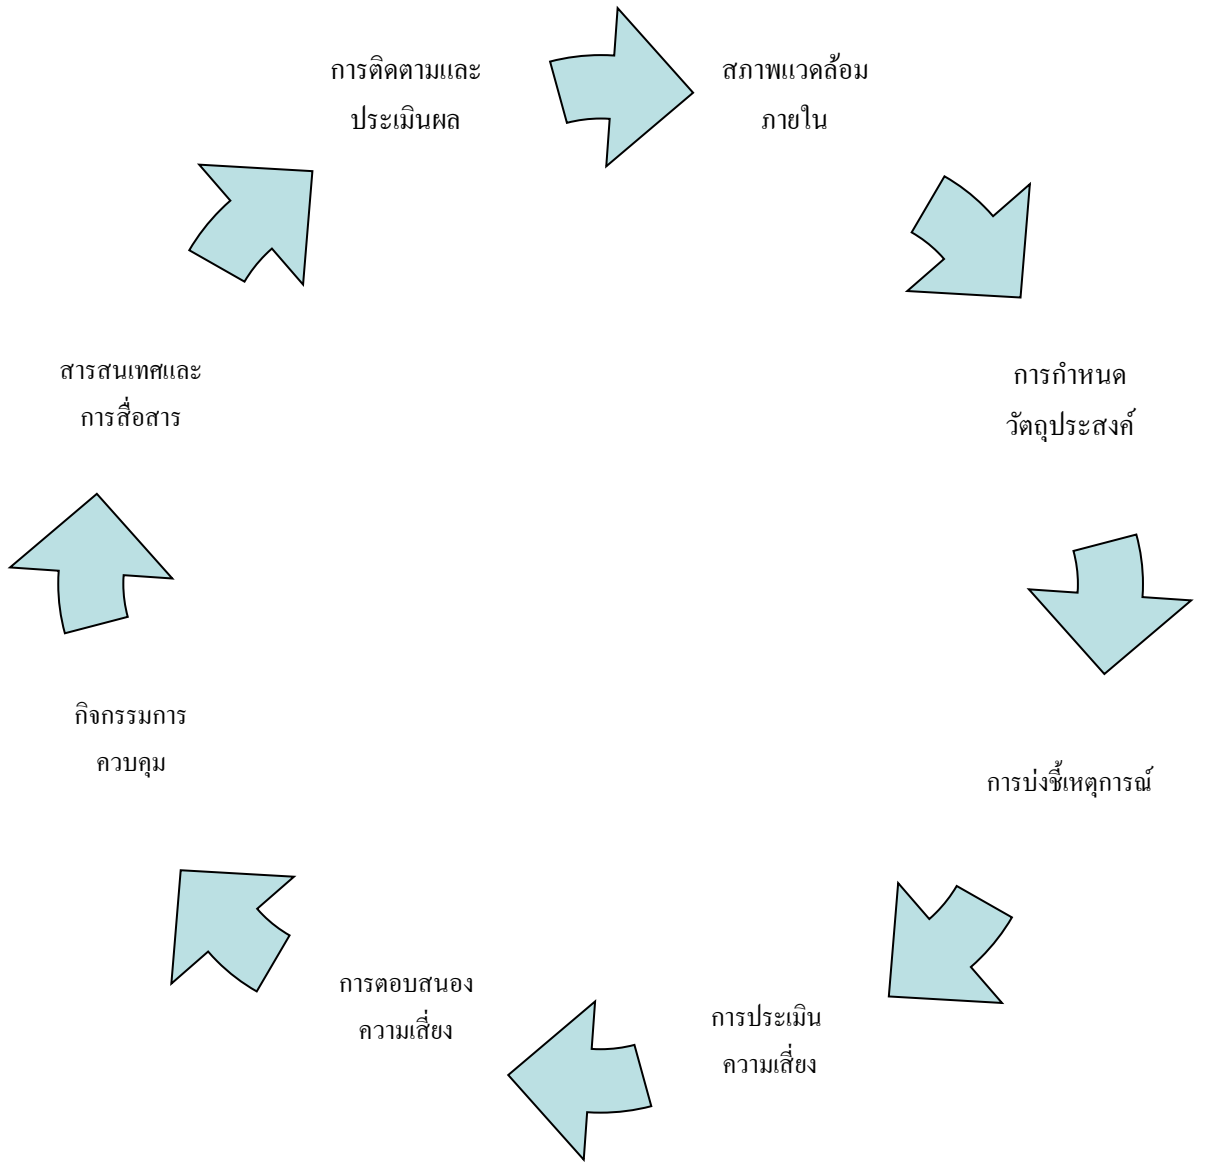 การติดตามและ
ประเมินผล
สภาพแวดล้อม
ภายใน
การกำหนด
วัตถุประสงค์
การบ่งชี้เหตุการณ์
การประเมิน
ความเสี่ยง
การตอบสนอง
ความเสี่ยง
กิจกรรมการ
ควบคุม
สารสนเทศและ
การสื่อสาร